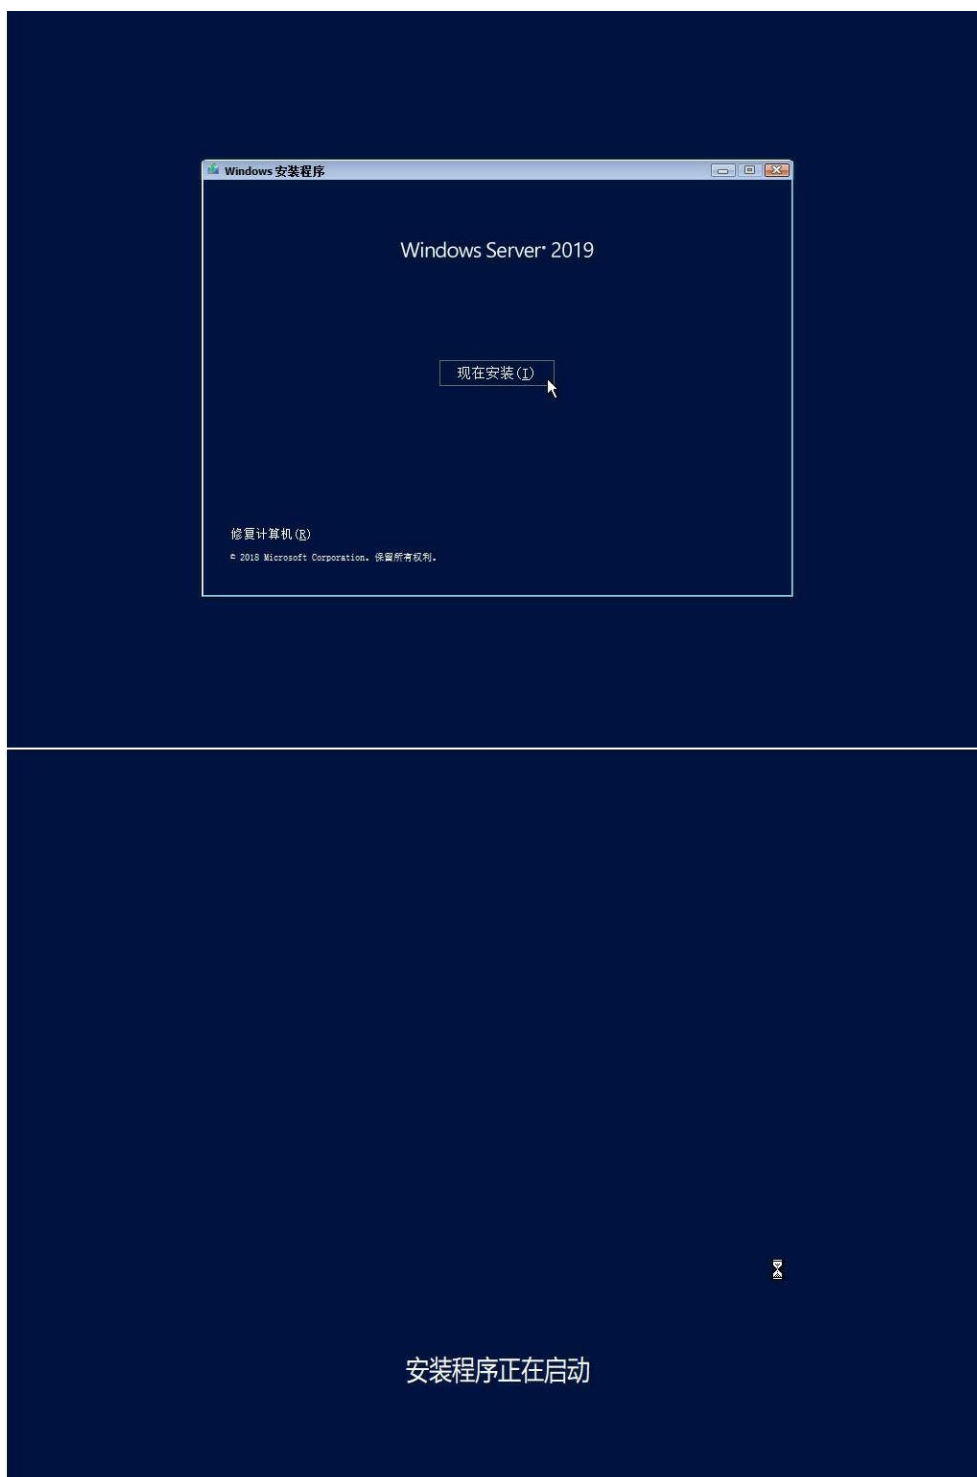 Windows 安装程序
Windows Server® 2019
现在安装(I)
修复计算机(R)
© 2018 Microsoft Corporation。保留所有权利。
安装程序正在启动